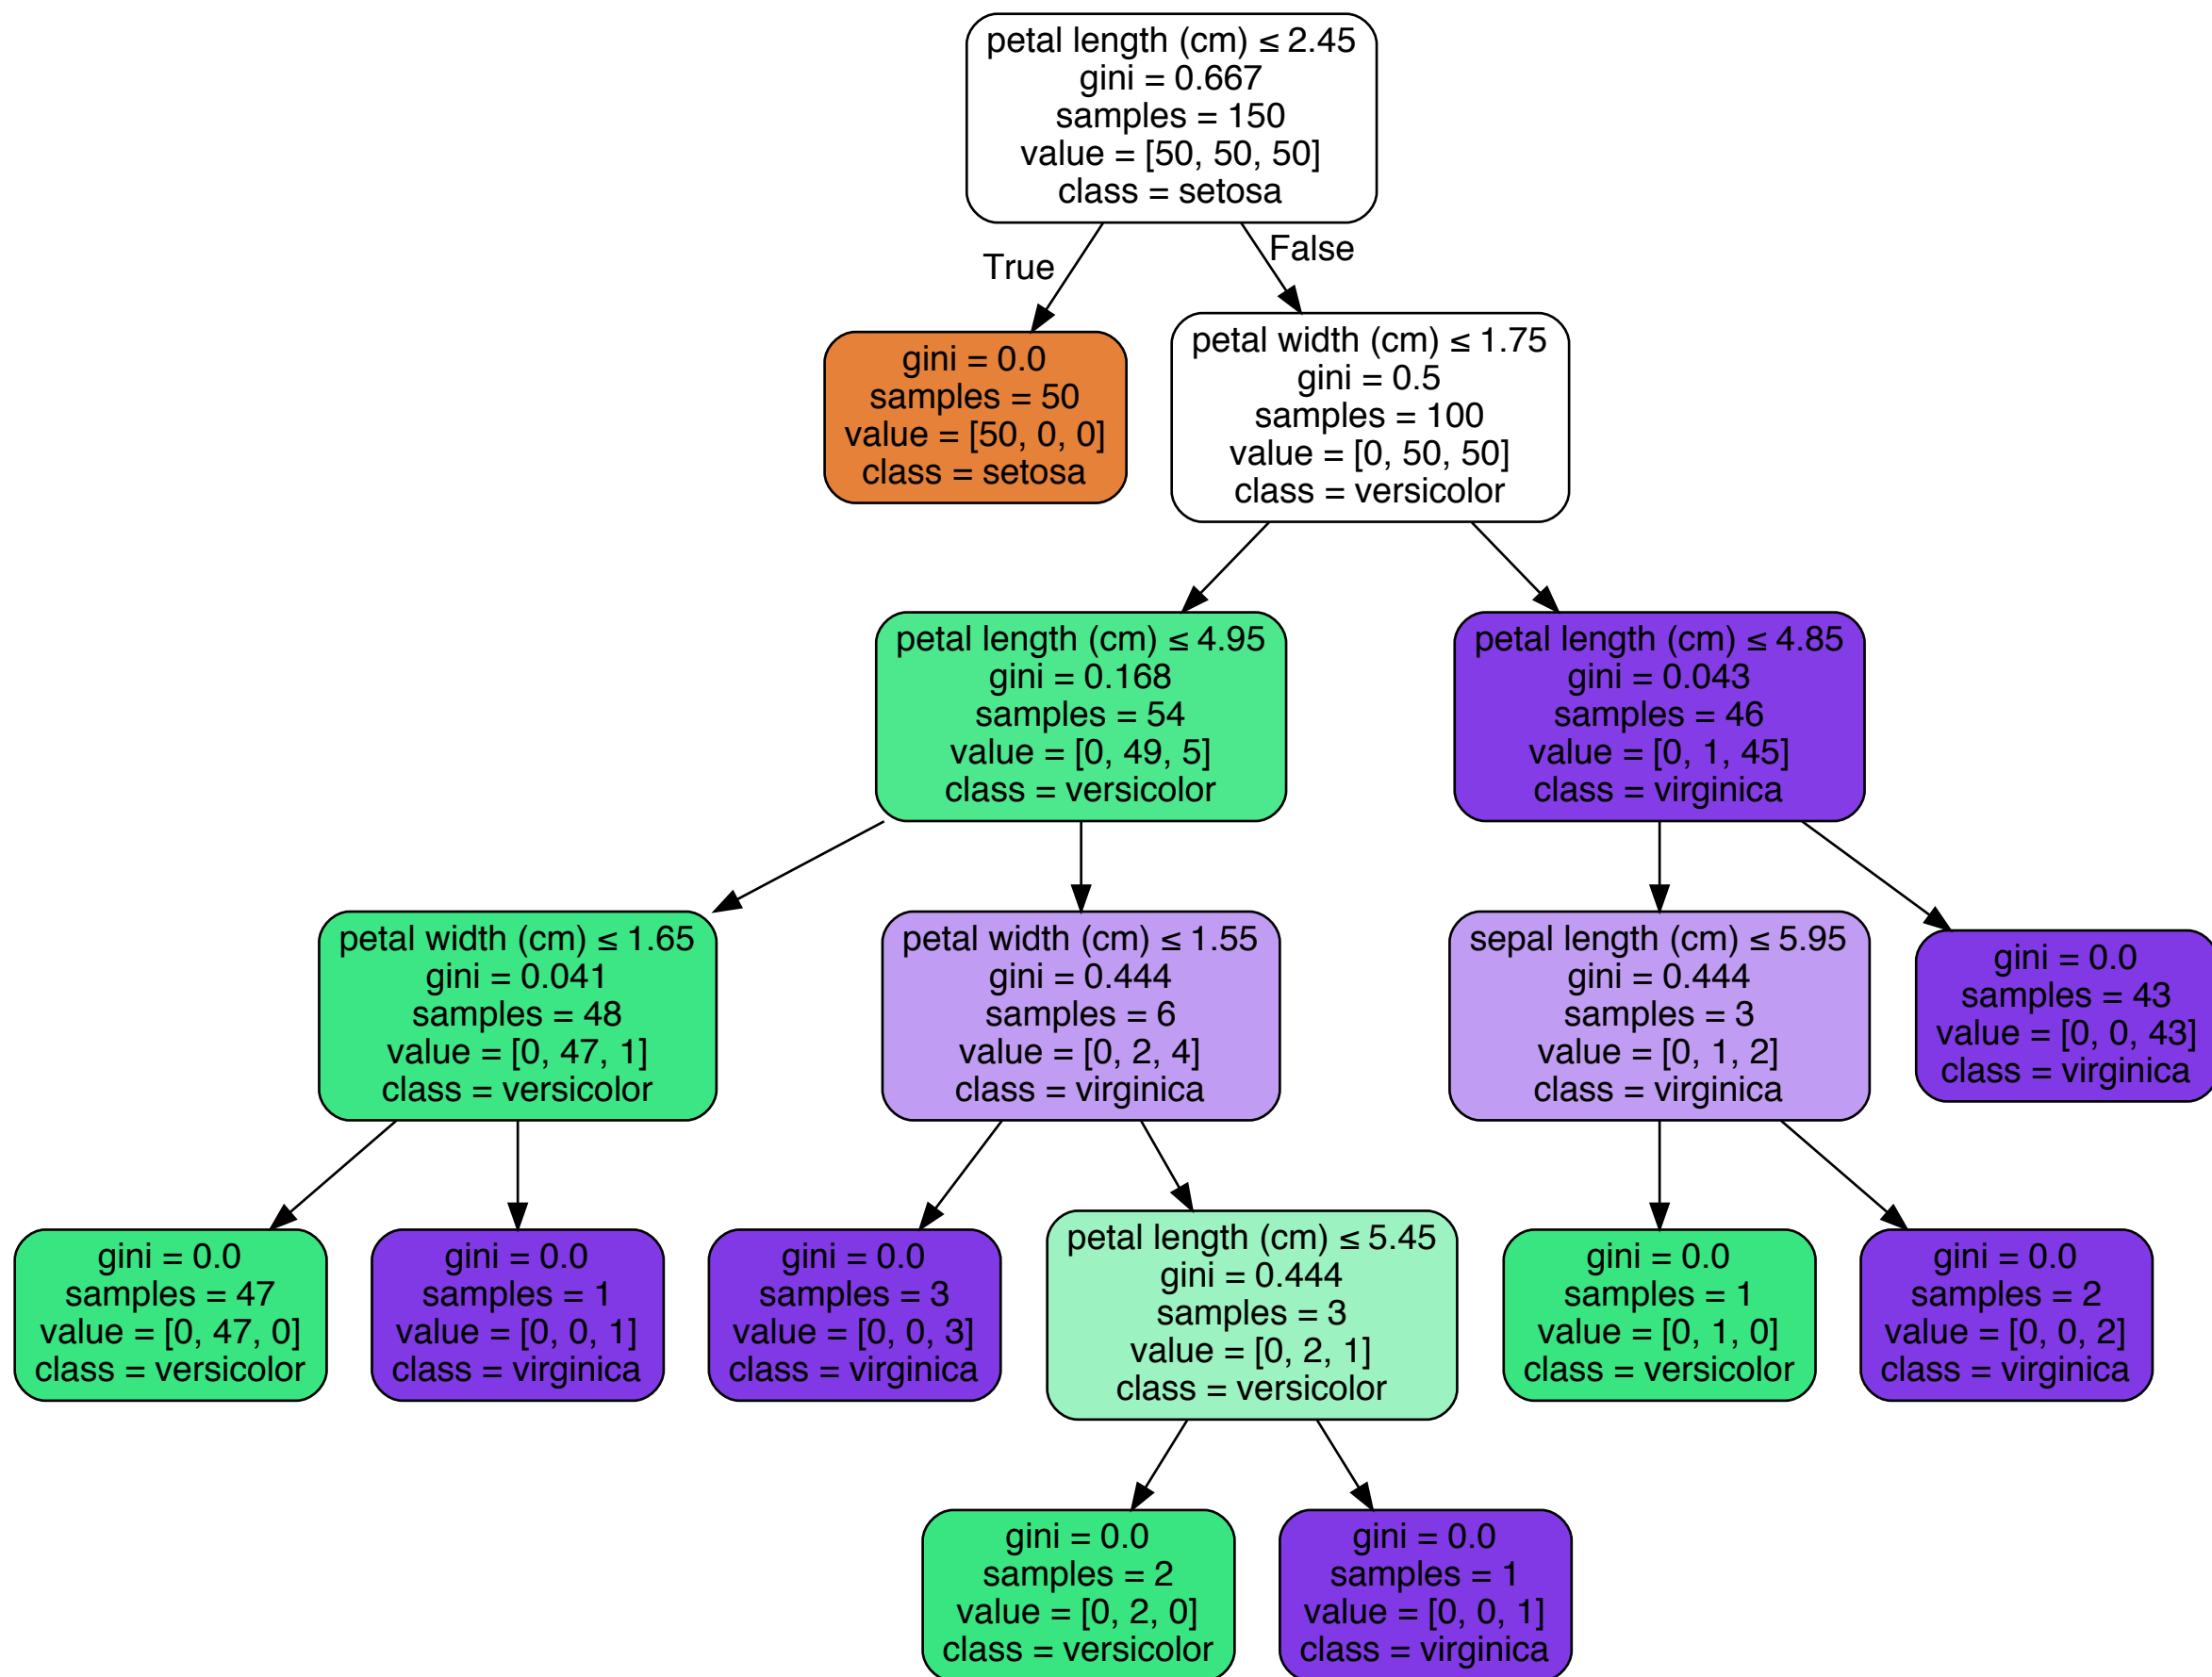 petal length (cm) ≤ 2.45
gini = 0.667
samples = 150
value = [50, 50, 50]
class = setosa
True
False
gini = 0.0
samples = 50
value = [50, 0, 0]
class = setosa
petal width (cm) ≤ 1.75
gini = 0.5
samples = 100
value = [0, 50, 50]
class = versicolor
petal length (cm) ≤ 4.95
gini = 0.168
samples = 54
value = [0, 49, 5]
class = versicolor
petal length (cm) ≤ 4.85
gini = 0.043
samples = 46
value = [0, 1, 45]
class = virginica
petal width (cm) ≤ 1.65
gini = 0.041
samples = 48
value = [0, 47, 1]
class = versicolor
petal width (cm) ≤ 1.55
gini = 0.444
samples = 6
value = [0, 2, 4]
class = virginica
sepal length (cm) ≤ 5.95
gini = 0.444
samples = 3
value = [0, 1, 2]
class = virginica
gini = 0.0
samples = 43
value = [0, 0, 43]
class = virginica
gini = 0.0
samples = 47
value = [0, 47, 0]
class = versicolor
gini = 0.0
samples = 1
value = [0, 0, 1]
class = virginica
gini = 0.0
samples = 3
value = [0, 0, 3]
class = virginica
petal length (cm) ≤ 5.45
gini = 0.444
samples = 3
value = [0, 2, 1]
class = versicolor
gini = 0.0
samples = 1
value = [0, 1, 0]
class = versicolor
gini = 0.0
samples = 2
value = [0, 0, 2]
class = virginica
gini = 0.0
samples = 2
value = [0, 2, 0]
class = versicolor
gini = 0.0
samples = 1
value = [0, 0, 1]
class = virginica